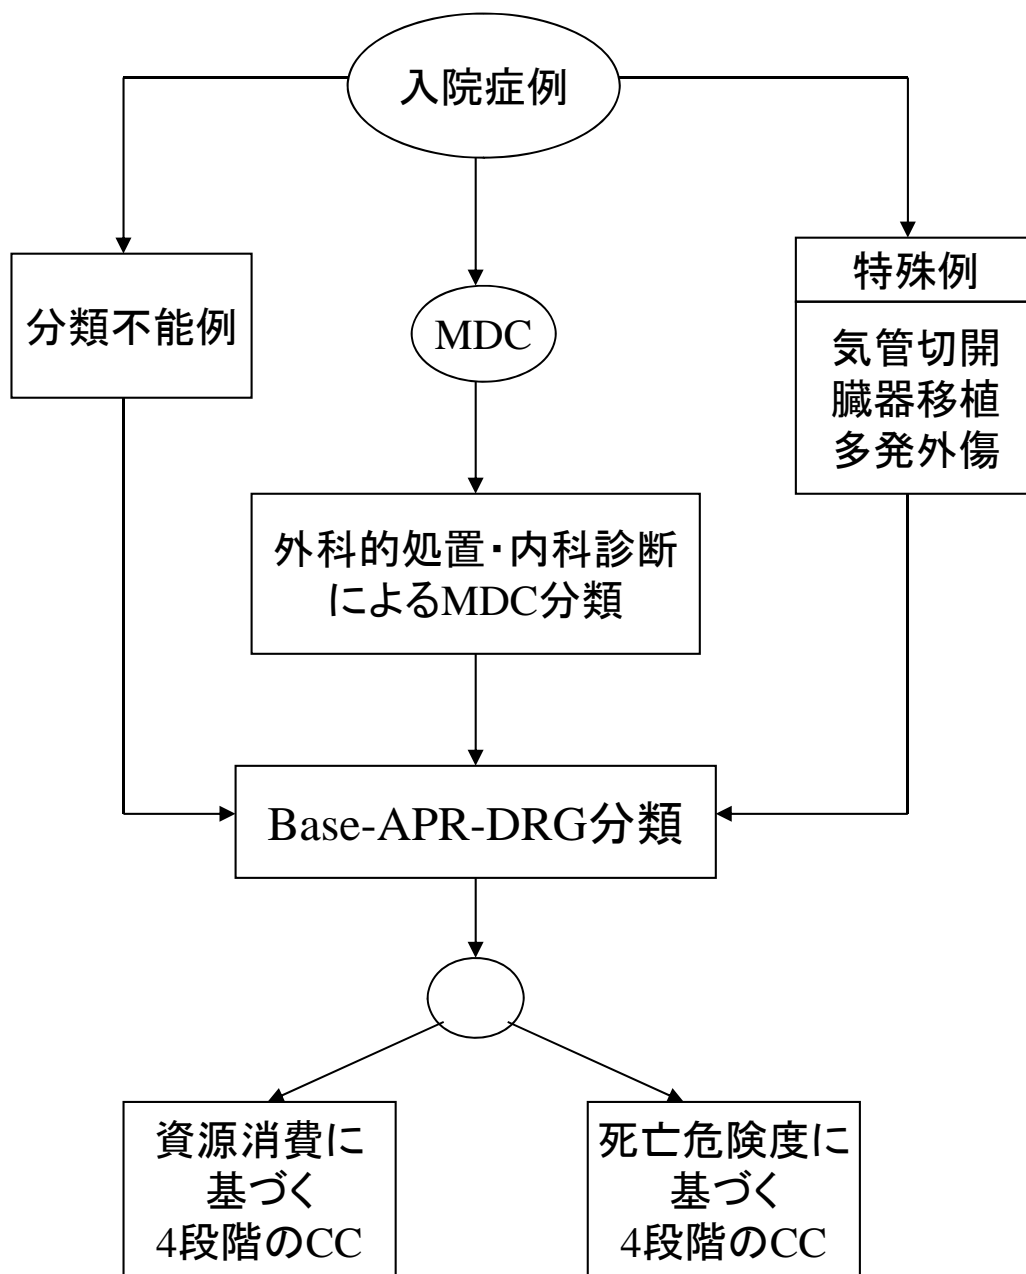 入院症例
分類不能例
MDC
特殊例
気管切開
臓器移植
多発外傷
外科的処置・内科診断
によるMDC分類
Base-APR-DRG分類
資源消費に
基づく
4段階のCC
死亡危険度に
基づく
4段階のCC